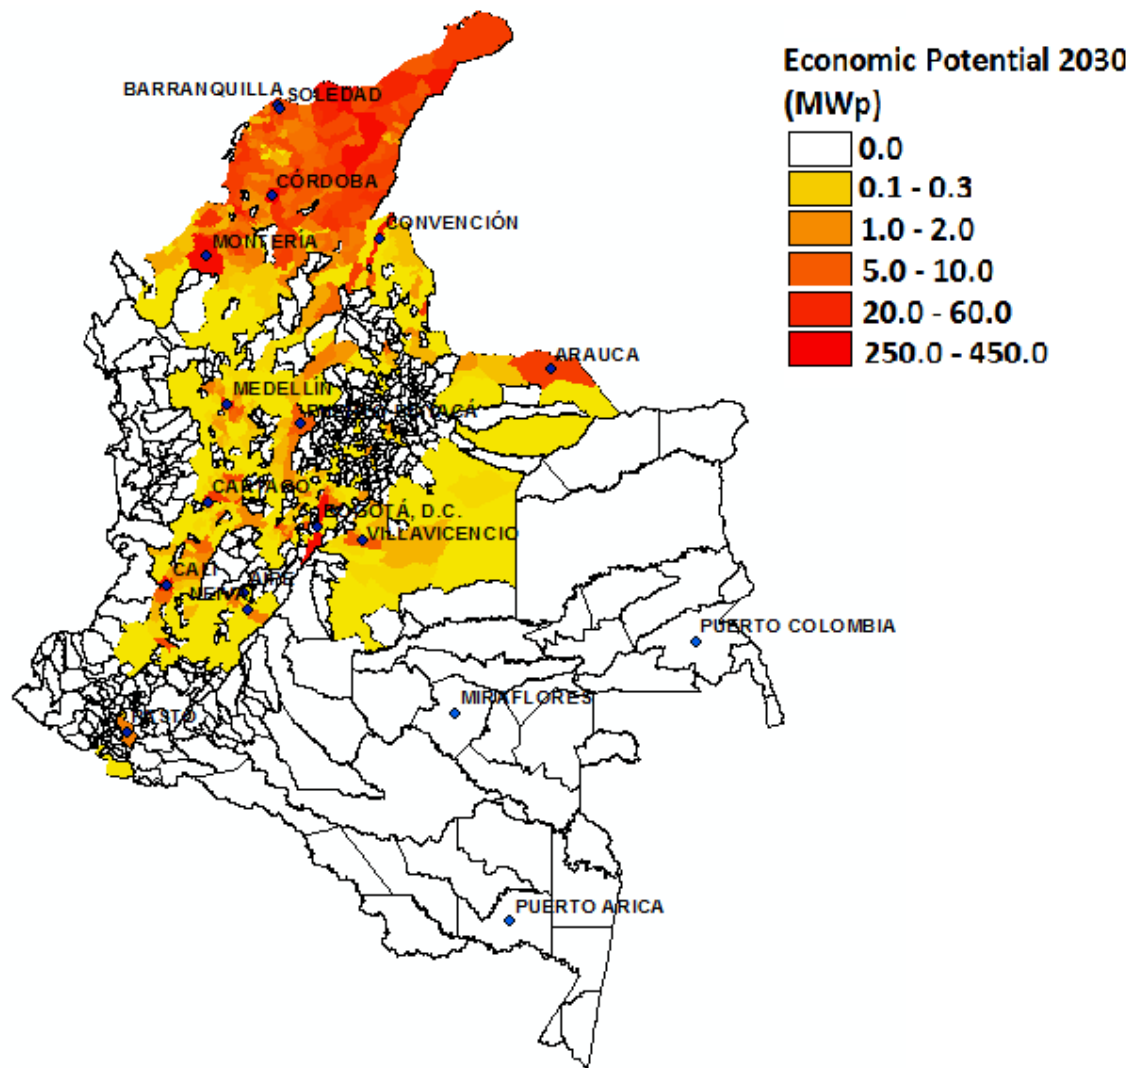 Economic Potential 2030
(MWp)
0.0
0.1 - 0.3
1.0 - 2.0
5.0 - 10.0
20.0 - 60.0
250.0 - 450.0
BARRANQUILLA
SOLEDAD
CÓRDOBA
CONVENCIÓN
MONTERÍA
ARAUCA
MEDELLÍN
CARTAGO
BOGOTÁ, D.C.
VILLAVICENCIO
CALI
AIPE
NEIVA
PUERTO COLOMBIA
MIRAFLORES
PASTO
PUERTO ARICA